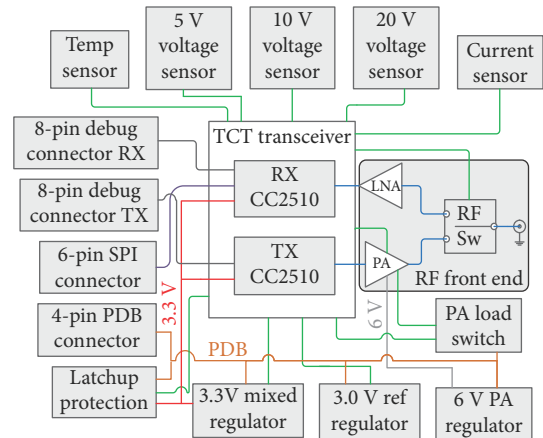 Temp
sensor
5 V
voltage
sensor
10 V
voltage
sensor
20 V
voltage
sensor
Current
sensor
8-pin debug
connector RX
8-pin debug
connector TX
6-pin SPI
connector
4-pin PDB
connector
Latchup
protection
TCT transceiver
RX
CC2510
TX
CC2510
LNA
PA
RF
Sw
RF front end
3.3 V
6 V
PDB
PA load
switch
3.3V mixed
regulator
3.0 V ref
regulator
6 V PA
regulator